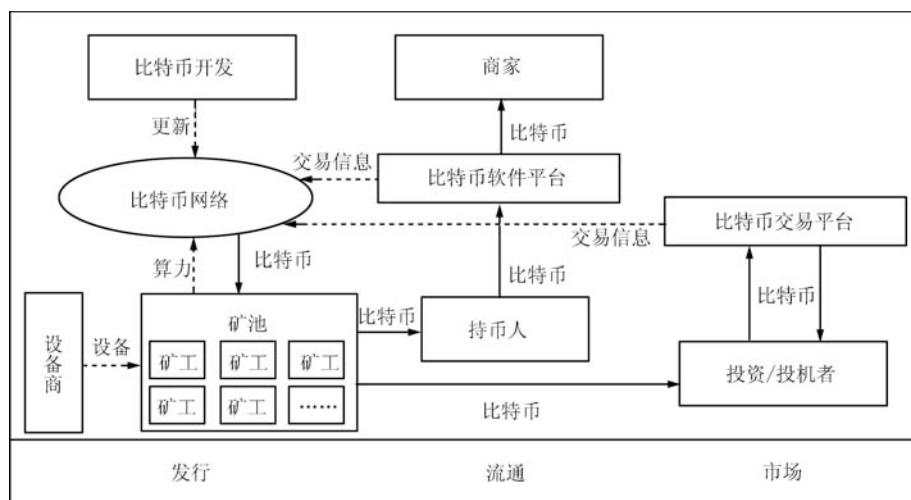 比特币开发
商家
更新
比特币
交易信息
比特币软件平台
比特币网络
比特币交易平台
交易信息
算力
比特币
比特币
比特币
矿池
比特币
持币人
设备商
设备
矿工
矿工
矿工
投资/投机者
矿工
矿工
……
比特币
发行
流通
市场